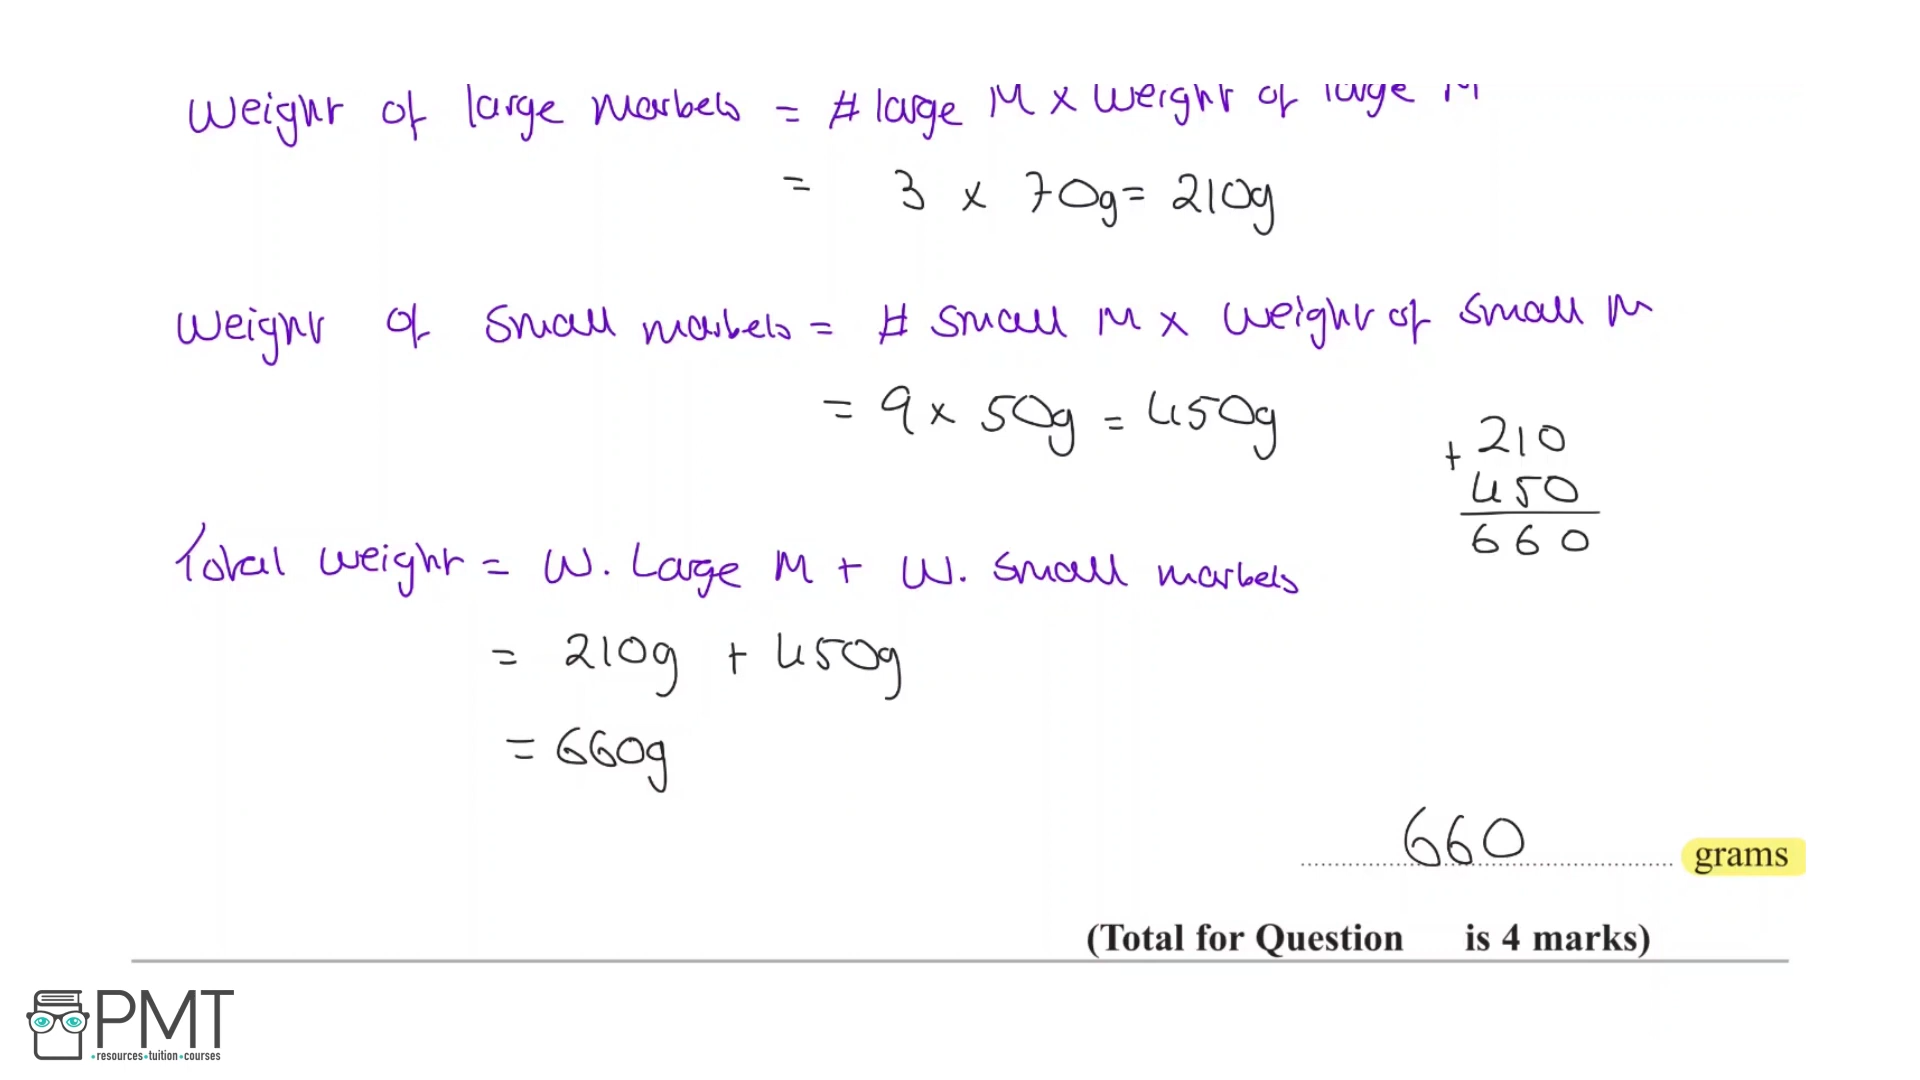 Weight of large marbels = # large M x Weight of large M
= 3 x 70g = 210g
Weight of small marbels = # small M x Weight of small M
= 9 x 50g = 450g
+ 210
450
660
Total weight = W. Large M + W. small marbels
= 210g + 450g
= 660g
660 grams
(Total for Question is 4 marks)
PMT
•resources•tuition•courses